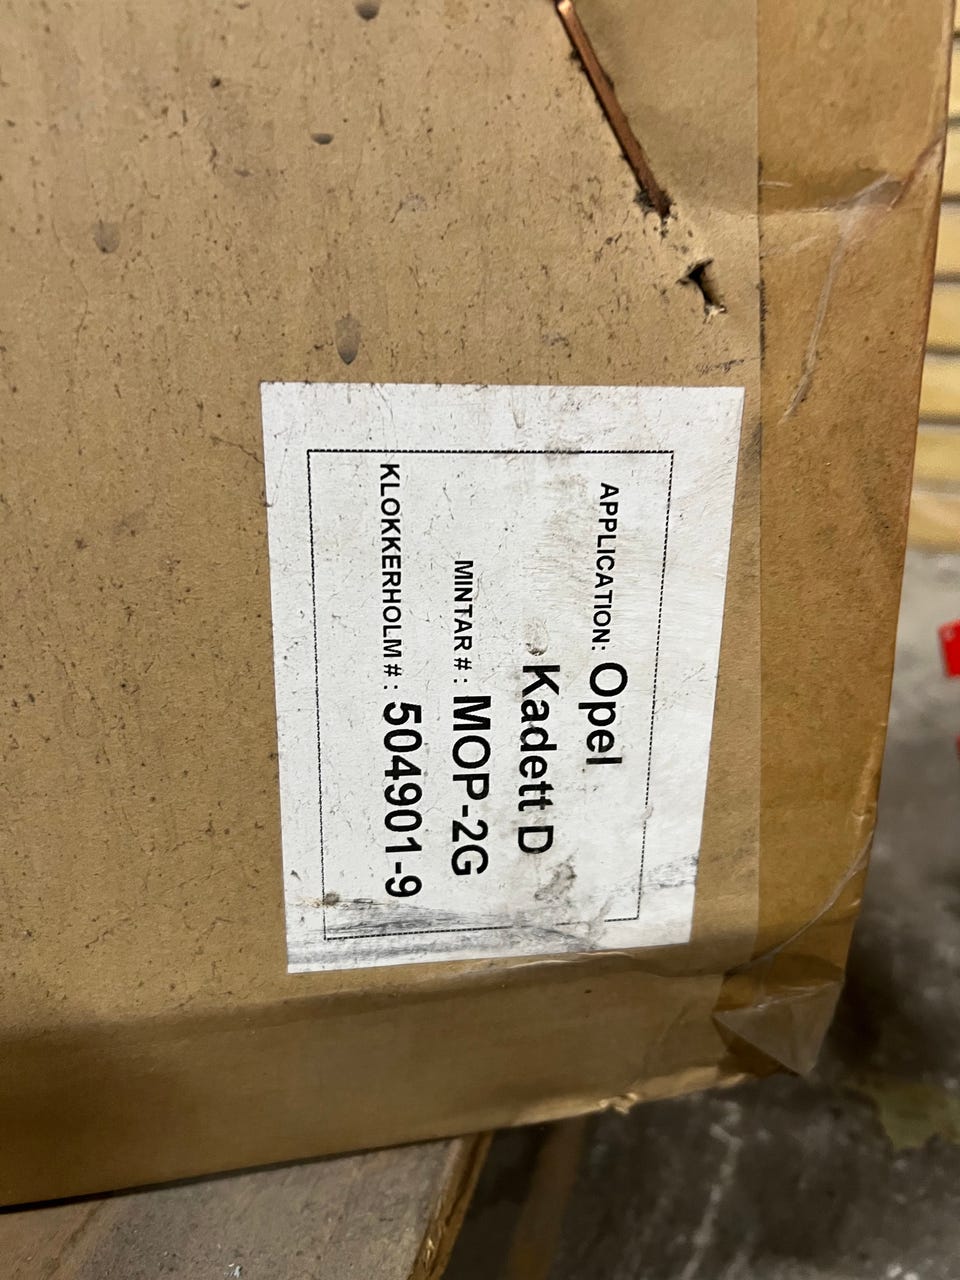 APPLICATION: Opel
Kadett D
MINTAR #: MOP-2G
KLOKKERHOLM #: 504901-9